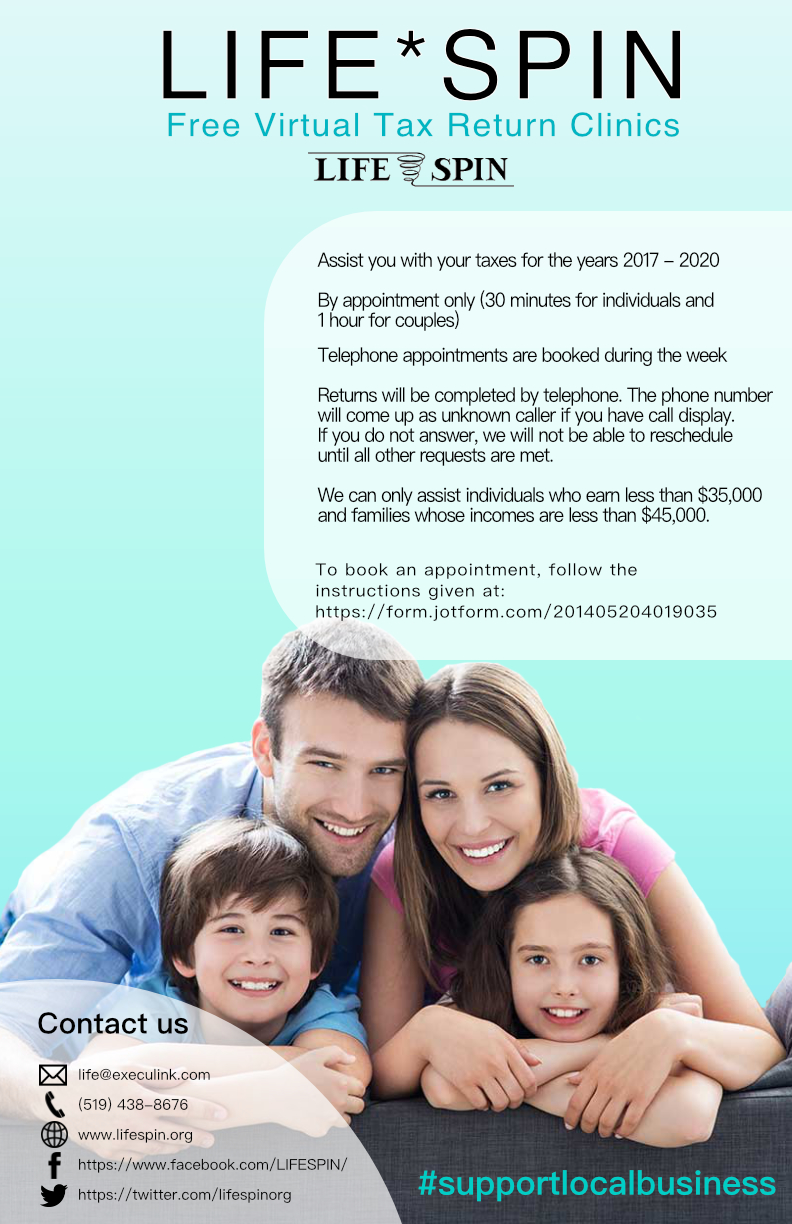 LIFE*SPIN
Free Virtual Tax Return Clinics
LIFE SPIN
Assist you with your taxes for the years 2017 – 2020
By appointment only (30 minutes for individuals and
1 hour for couples)
Telephone appointments are booked during the week
Returns will be completed by telephone. The phone number
will come up as unknown caller if you have call display.
If you do not answer, we will not be able to reschedule
until all other requests are met.
We can only assist individuals who earn less than $35,000
and families whose incomes are less than $45,000.
To book an appointment, follow the
instructions given at:
https://form.jotform.com/201405204019035
Contact us
life@execulink.com
(519) 438–8676
www.lifespin.org
https://www.facebook.com/LIFESPIN/
https://twitter.com/lifespinorg
#supportlocalbusiness